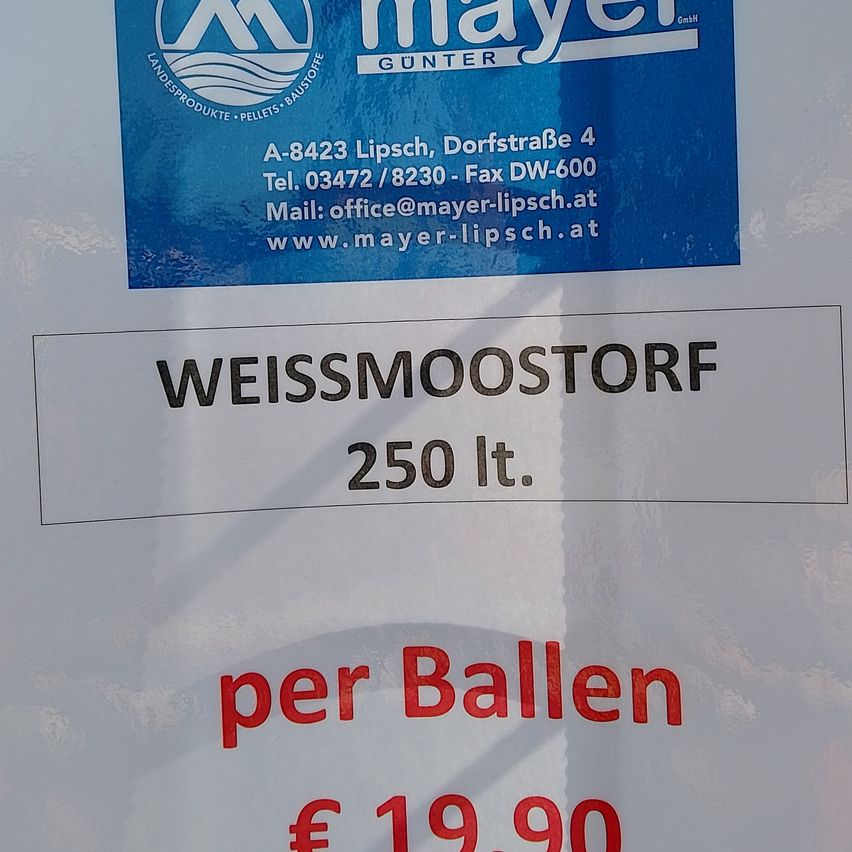 mayer GmbH
GÜNTER
LANDESPRODUKTE • PELLETS • BAUSTOFFE
A-8423 Lipsch, Dorfstraße 4
Tel. 03472 / 8230 - Fax DW-600
Mail: office@mayer-lipsch.at
www.mayer-lipsch.at
WEISSMOOSTORF
250 lt.
per Ballen
€ 19,90